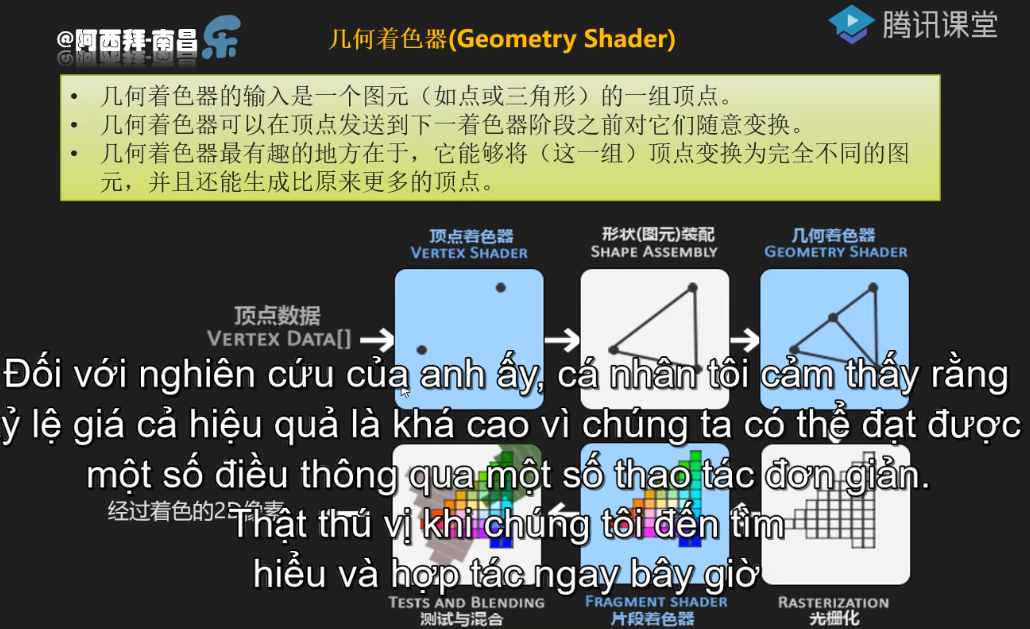 @阿西拜-南昌
乐
腾讯课堂
几何着色器(Geometry Shader)
• 几何着色器的输入是一个图元（如点或三角形）的一组顶点。
• 几何着色器可以在顶点发送到下一着色器阶段之前对它们随意变换。
• 几何着色器最有趣的地方在于，它能够将（这一组）顶点变换为完全不同的图
元，并且还能生成比原来更多的顶点。
顶点着色器
VERTEX SHADER
形状(图元)装配
SHAPE ASSEMBLY
几何着色器
GEOMETRY SHADER
顶点数据
VERTEX DATA[]
Đối với nghiên cứu của anh ấy, cá nhân tôi cảm thấy rằng
ỷ lệ giá cả hiệu quả là khá cao vì chúng ta có thể đạt được
một số điều thông qua một số thao tác đơn giản.
经过着色的2D像素
Thật thú vị khi chúng tôi đến tìm
hiểu và hợp tác ngay bây giờ
TESTS AND BLENDING
测试与混合
FRAGMENT SHADER
片段着色器
RASTERIZATION
光栅化